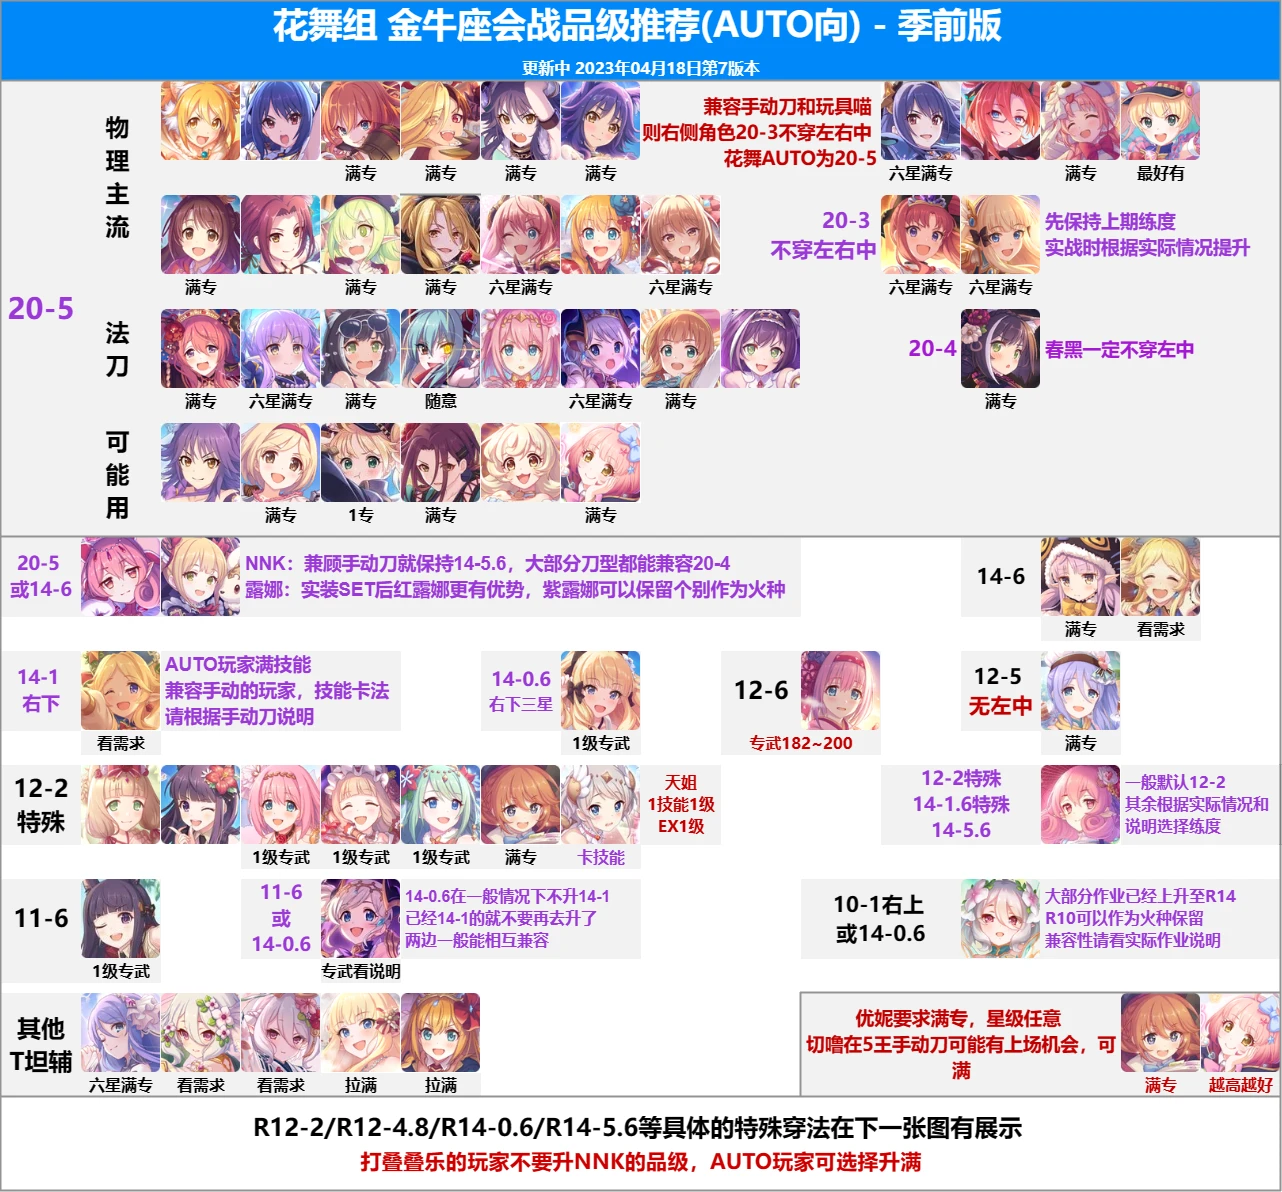 花舞组 金牛座会战品级推荐(AUTO向) - 季前版
更新中 2023年04月18日第7版本
20-5
物理主流
满专
满专
满专
满专
兼容手动刀和玩具喵
则右侧角色20-3不穿左右中
花舞AUTO为20-5
六星满专
满专
最好有
满专
满专
满专
六星满专
六星满专
20-3
不穿左右中
六星满专
六星满专
先保持上期练度
实战时根据实际情况提升
法刀
满专
六星满专
满专
随意
六星满专
满专
20-4
满专
春黑一定不穿左中
可能用
满专
1专
满专
满专
20-5
或14-6
NNK：兼顾手动刀就保持14-5.6，大部分刀型都能兼容20-4
露娜：实装SET后红露娜更有优势，紫露娜可以保留个别作为火种
14-6
满专
看需求
14-1
右下
看需求
AUTO玩家满技能
兼容手动的玩家，技能卡法
请根据手动刀说明
14-0.6
右下三星
1级专武
12-6
专武182~200
12-5
无左中
满专
12-2
特殊
1级专武
1级专武
1级专武
满专
卡技能
天姐
1技能1级
EX1级
12-2特殊
14-1.6特殊
14-5.6
一般默认12-2
其余根据实际情况和
说明选择练度
11-6
1级专武
11-6
或
14-0.6
专武看说明
14-0.6在一般情况下不升14-1
已经14-1的就不要再去升了
两边一般能相互兼容
10-1右上
或14-0.6
大部分作业已经上升至R14
R10可以作为火种保留
兼容性请看实际作业说明
其他
T坦辅
六星满专
看需求
看需求
拉满
拉满
优妮要求满专，星级任意
切噜在5王手动刀可能有上场机会，可
满
满专
越高越好
R12-2/R12-4.8/R14-0.6/R14-5.6等具体的特殊穿法在下一张图有展示
打叠叠乐的玩家不要升NNK的品级，AUTO玩家可选择升满